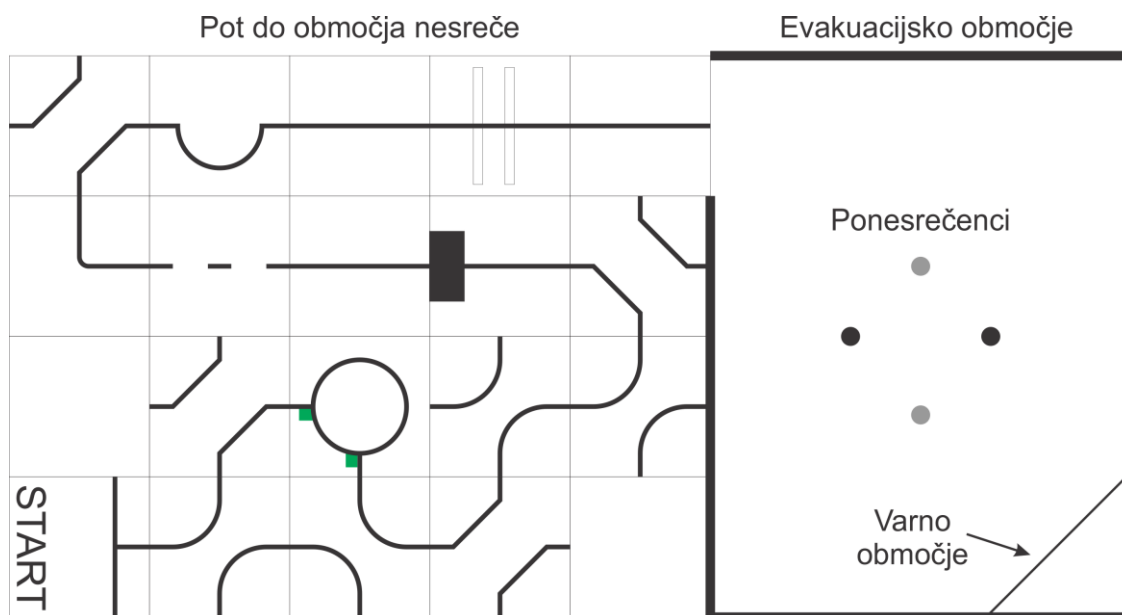 Pot do območja nesreče
Evakuacijsko območje
Ponesrečenci
START
Varno
območje